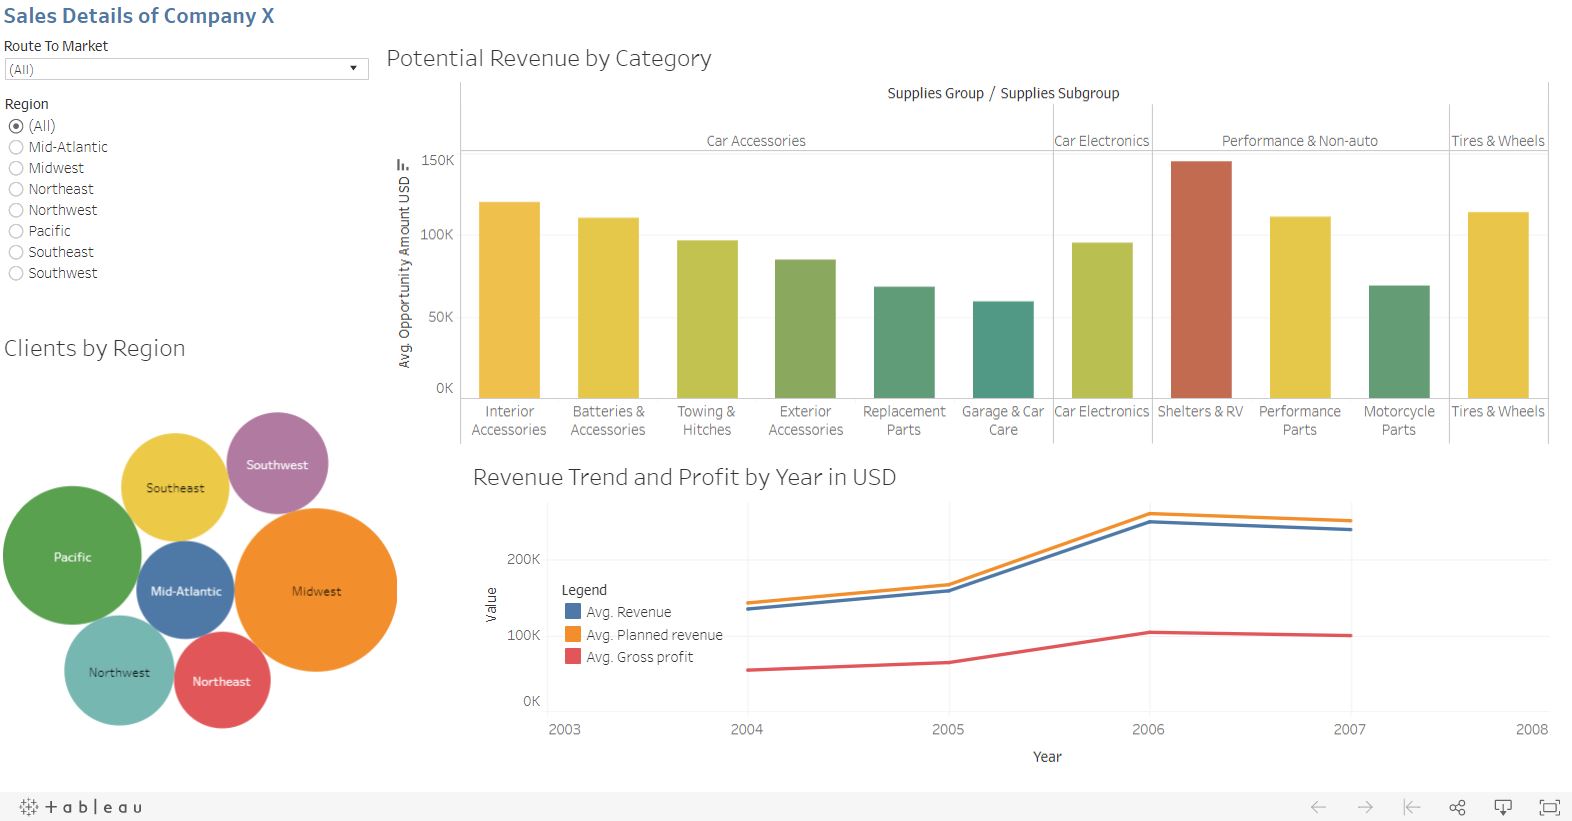 Sales Details of Company X
Route To Market
(All)
Region
(All)
Mid-Atlantic
Midwest
Northeast
Northwest
Pacific
Southeast
Southwest
Potential Revenue by Category
Supplies Group / Supplies Subgroup
Car Accessories
Car Electronics
Performance & Non-auto
Tires & Wheels
Avg. Opportunity Amount USD
150K
100K
50K
0K
Interior
Accessories
Batteries &
Accessories
Towing &
Hitches
Exterior
Accessories
Replacement
Parts
Garage & Car
Care
Car Electronics
Shelters & RV
Performance
Parts
Motorcycle
Parts
Tires & Wheels
Clients by Region
Southwest
Southeast
Pacific
Mid-Atlantic
Midwest
Northwest
Northeast
Revenue Trend and Profit by Year in USD
Value
200K
100K
0K
Legend
Avg. Revenue
Avg. Planned revenue
Avg. Gross profit
2003
2004
2005
2006
2007
2008
Year
+ableau